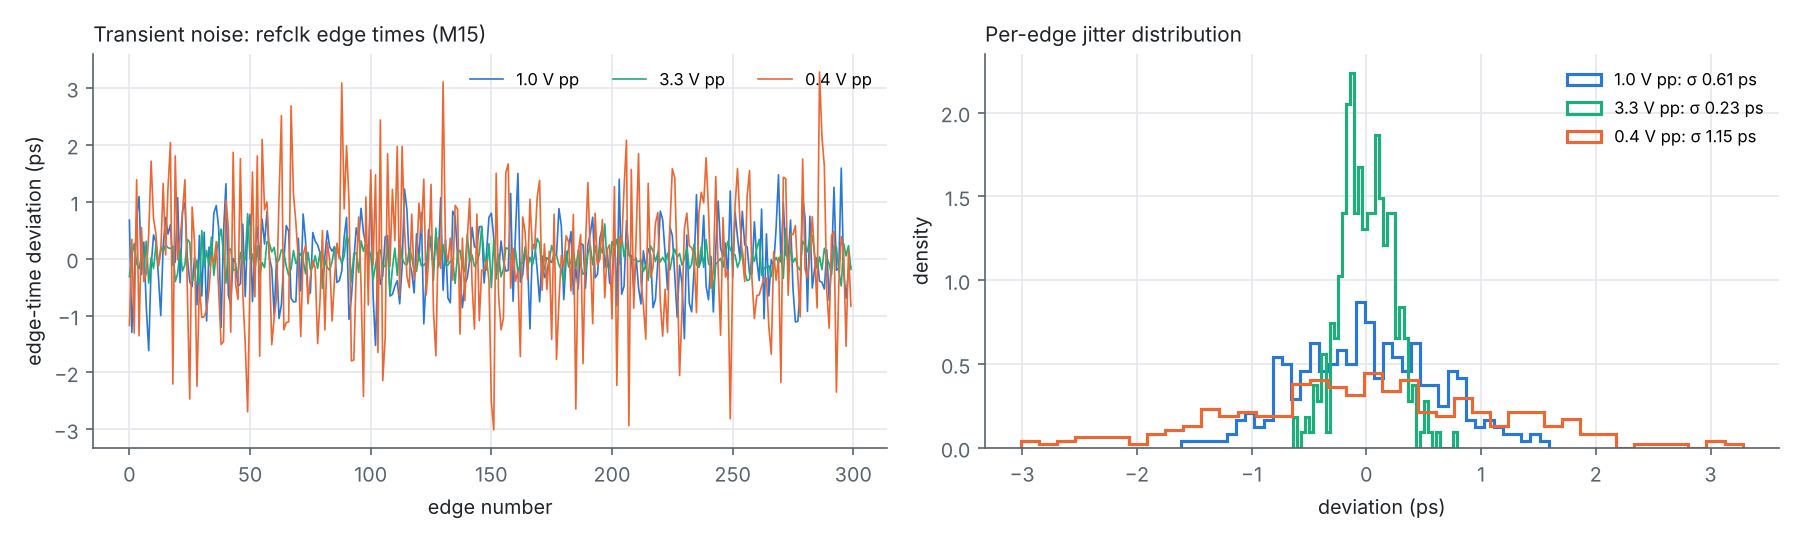 Transient noise: refclk edge times (M15)
1.0 V pp
3.3 V pp
0.4 V pp
edge-time deviation (ps)
3
2
1
0
−1
−2
−3
0
50
100
150
200
250
300
edge number
Per-edge jitter distribution
1.0 V pp: σ 0.61 ps
3.3 V pp: σ 0.23 ps
0.4 V pp: σ 1.15 ps
density
2.0
1.5
1.0
0.5
0.0
−3
−2
−1
0
1
2
3
deviation (ps)